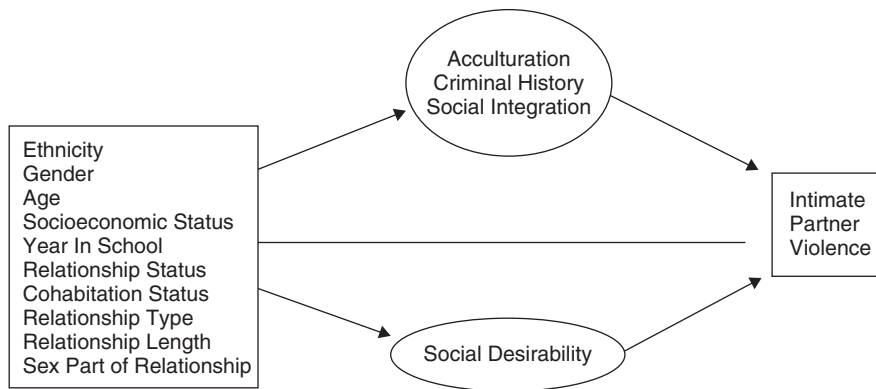 Acculturation
Criminal History
Social Integration
Ethnicity
Gender
Age
Socioeconomic Status
Year In School
Relationship Status
Cohabitation Status
Relationship Type
Relationship Length
Sex Part of Relationship
Intimate
Partner
Violence
Social Desirability